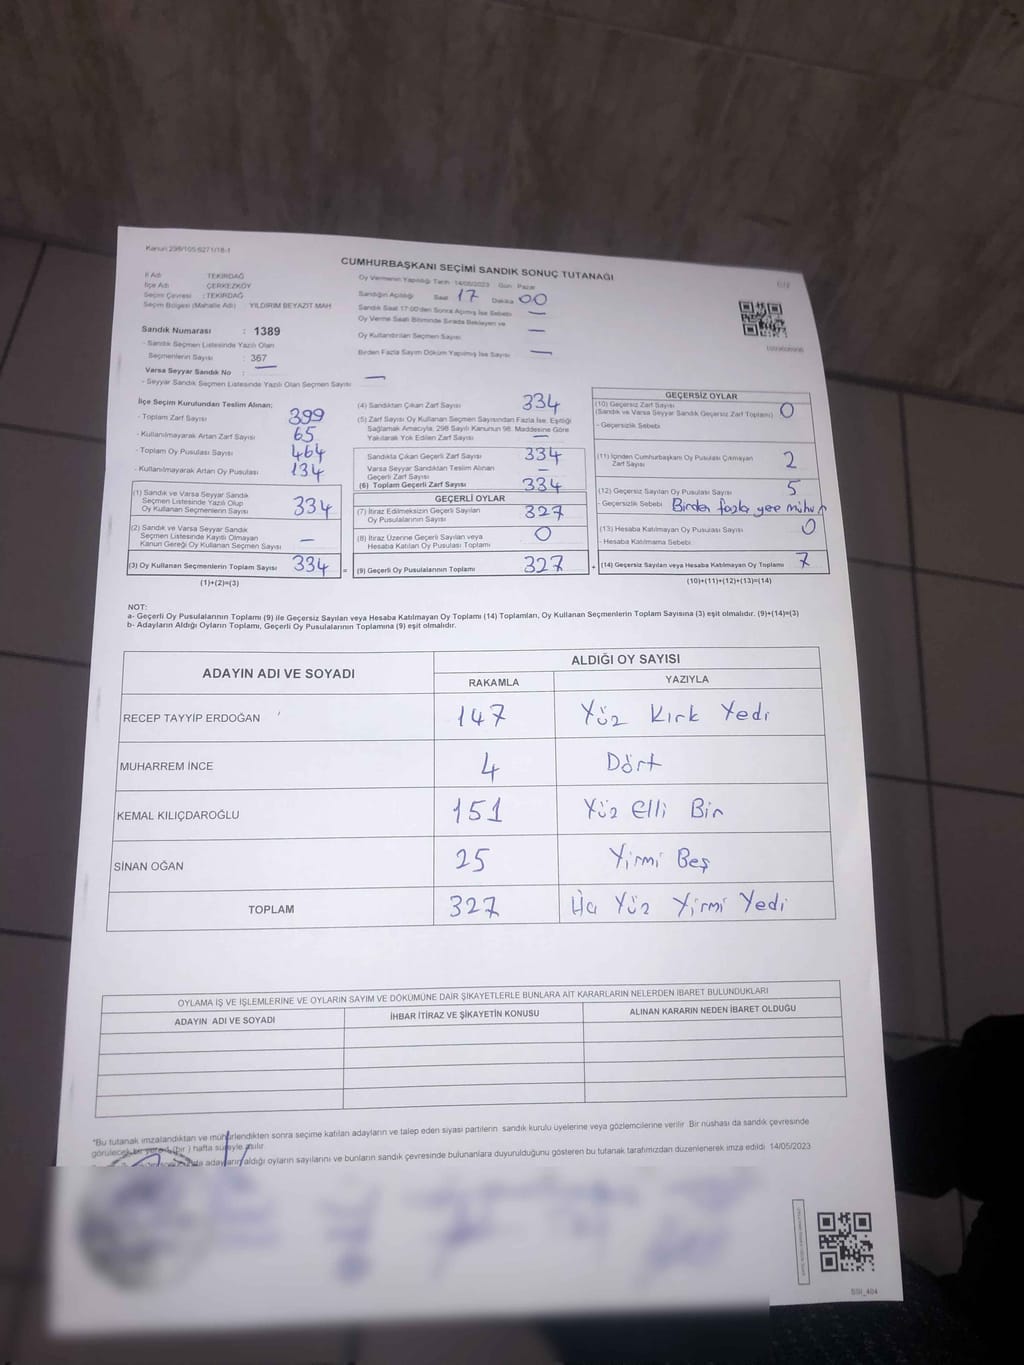 Kanun 298/105 6271/18-1
CUMHURBAŞKANI SEÇİMİ SANDIK SONUÇ TUTANAĞI
İl Adı TEKİRDAĞ
İlçe Adı ÇERKEZKÖY
Seçim Çevresi : TEKİRDAĞ
Seçim Bölgesi (Mahalle Adı) : YILDIRIM BEYAZIT MAH
Sandık Numarası : 1389
- Sandık Seçmen Listesinde Yazılı Olan
Seçmenlerin Sayısı : 367
Varsa Seyyar Sandık No : —
- Seyyar Sandık Seçmen Listesinde Yazılı Olan Seçmen Sayısı —
Oy Vermenin Yapıldığı Tarih :14/05/2023 Gün : Pazar
Sandığın Açıldığı Saat 17 Dakika 00
Sandık Saat 17:00'den Sonra Açılmış İse Sebebi —
Oy Verme Saati Bitiminde Sırada Bekleyen ve
Oy Kullandırılan Seçmen Sayısı —
Birden Fazla Sayım Döküm Yapılmış İse Sayısı —
İlçe Seçim Kurulundan Teslim Alınan:
- Toplam Zarf Sayısı 399
- Kullanılmayarak Artan Zarf Sayısı 65
- Toplam Oy Pusulası Sayısı 464
- Kullanılmayarak Artan Oy Pusulası 134
(1) Sandık ve Varsa Seyyar Sandık
Seçmen Listesinde Yazılı Olup
Oy Kullanan Seçmenlerin Sayısı 334
(2) Sandık ve Varsa Seyyar Sandık
Seçmen Listesinde Kayıtlı Olmayan
Kanun Gereği Oy Kullanan Seçmen Sayısı —
(3) Oy Kullanan Seçmenlerin Toplam Sayısı 334 =
(1)+(2)=(3)
(4) Sandıktan Çıkan Zarf Sayısı 334
(5) Zarf Sayısı Oy Kullanan Seçmen Sayısından Fazla İse, Eşitliği
Sağlamak Amacıyla; 298 Sayılı Kanunun 98. Maddesine Göre
Yakılarak Yok Edilen Zarf Sayısı —
Sandıkta Çıkan Geçerli Zarf Sayısı 334
Varsa Seyyar Sandıktan Teslim Alınan
Geçerli Zarf Sayısı —
(6) Toplam Geçerli Zarf Sayısı 334
GEÇERLİ OYLAR
(7) İtiraz Edilmeksizin Geçerli Sayılan
Oy Pusulalarının Sayısı 327
(8) İtiraz Üzerine Geçerli Sayılan veya
Hesaba Katılan Oy Pusulası Toplamı 0
(9) Geçerli Oy Pusulalarının Toplamı 327 +
GEÇERSİZ OYLAR
(10) Geçersiz Zarf Sayısı
(Sandık ve Varsa Seyyar Sandık Geçersiz Zarf Toplamı) 0
- Geçersizlik Sebebi
(11) İçinden Cumhurbaşkanı Oy Pusulası Çıkmayan
Zarf Sayısı 2
(12) Geçersiz Sayılan Oy Pusulası Sayısı 5
- Geçersizlik Sebebi Birden fazla yere mühür
(13) Hesaba Katılmayan Oy Pusulası Sayısı 0
- Hesaba Katılmama Sebebi
(14) Geçersiz Sayılan veya Hesaba Katılmayan Oy Toplamı 7
(10)+(11)+(12)+(13)=(14)
NOT:
a- Geçerli Oy Pusulalarının Toplamı (9) ile Geçersiz Sayılan veya Hesaba Katılmayan Oy Toplamı (14) Toplamları, Oy Kullanan Seçmenlerin Toplam Sayısına (3) eşit olmalıdır. (9)+(14)=(3)
b- Adayların Aldığı Oyların Toplamı, Geçerli Oy Pusulalarının Toplamına (9) eşit olmalıdır.
ADAYIN ADI VE SOYADI ALDIĞI OY SAYISI
RAKAMLA YAZIYLA
RECEP TAYYİP ERDOĞAN 147 Yüz Kırk Yedi
MUHARREM İNCE 4 Dört
KEMAL KILIÇDAROĞLU 151 Yüz elli Bir
SİNAN OĞAN 25 Yirmi Beş
TOPLAM 327 Üç Yüz Yirmi Yedi
OYLAMA İŞ VE İŞLEMLERİNE VE OYLARIN SAYIM VE DÖKÜMÜNE DAİR ŞİKAYETLERLE BUNLARA AİT KARARLARIN NELERDEN İBARET BULUNDUKLARI
ADAYIN ADI VE SOYADI İHBAR İTİRAZ VE ŞİKAYETİN KONUSU ALINAN KARARIN NEDEN İBARET OLDUĞU
*Bu tutanak imzalandıktan ve mühürlendikten sonra seçime katılan adayların ve talep eden siyasi partilerin sandık kurulu üyelerine veya gözlemcilerine verilir. Bir nüshası da sandık çevresinde
görülecek bir yere 1 (bir) hafta süreyle asılır.
adayların aldığı oyların sayılarını ve bunların sandık çevresinde bulunanlara duyurulduğunu gösteren bu tutanak tarafımızdan düzenlenerek imza edildi. 14/05/2023
SSI_404